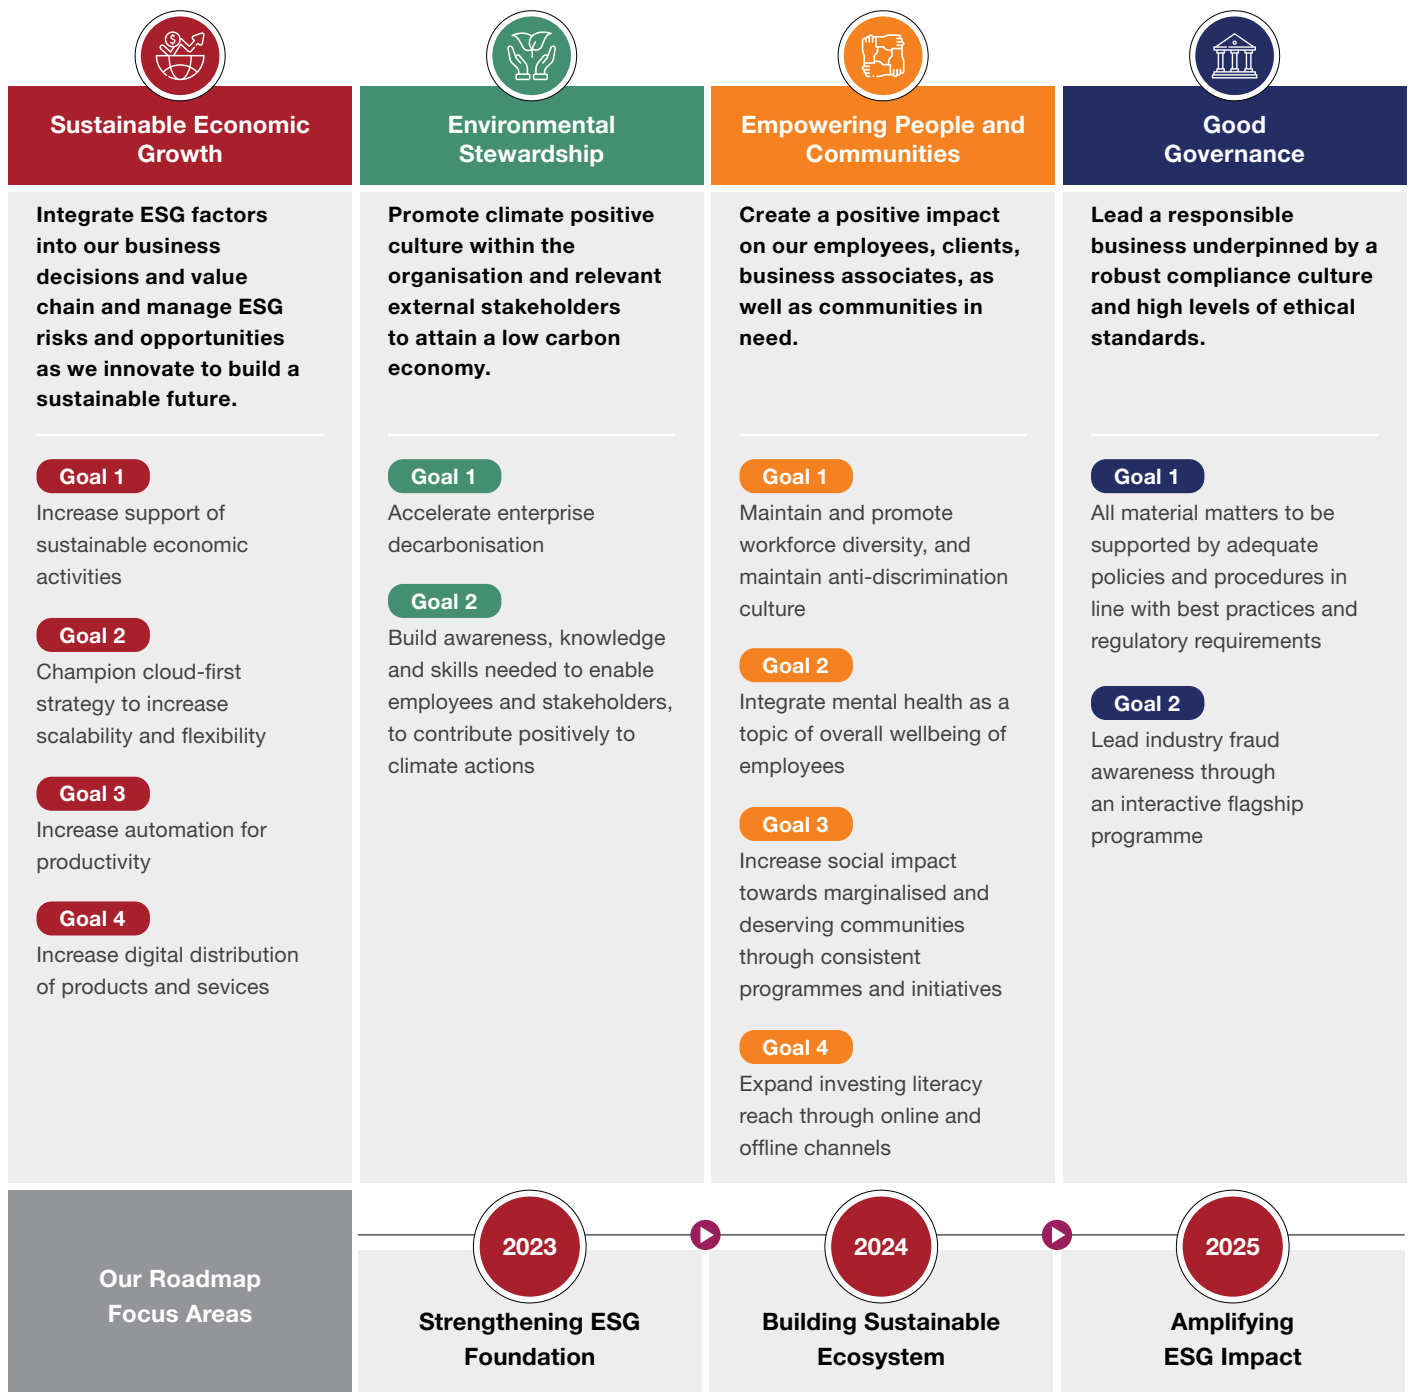 Sustainable Economic
Growth
Integrate ESG factors
into our business
decisions and value
chain and manage ESG
risks and opportunities
as we innovate to build a
sustainable future.
Goal 1
Increase support of
sustainable economic
activities
Goal 2
Champion cloud-first
strategy to increase
scalability and flexibility
Goal 3
Increase automation for
productivity
Goal 4
Increase digital distribution
of products and sevices
Environmental
Stewardship
Promote climate positive
culture within the
organisation and relevant
external stakeholders
to attain a low carbon
economy.
Goal 1
Accelerate enterprise
decarbonisation
Goal 2
Build awareness, knowledge
and skills needed to enable
employees and stakeholders,
to contribute positively to
climate actions
Empowering People and
Communities
Create a positive impact
on our employees, clients,
business associates, as
well as communities in
need.
Goal 1
Maintain and promote
workforce diversity, and
maintain anti-discrimination
culture
Goal 2
Integrate mental health as a
topic of overall wellbeing of
employees
Goal 3
Increase social impact
towards marginalised and
deserving communities
through consistent
programmes and initiatives
Goal 4
Expand investing literacy
reach through online and
offline channels
Good
Governance
Lead a responsible
business underpinned by a
robust compliance culture
and high levels of ethical
standards.
Goal 1
All material matters to be
supported by adequate
policies and procedures in
line with best practices and
regulatory requirements
Goal 2
Lead industry fraud
awareness through
an interactive flagship
programme
Our Roadmap
Focus Areas
2023
Strengthening ESG
Foundation
2024
Building Sustainable
Ecosystem
2025
Amplifying
ESG Impact